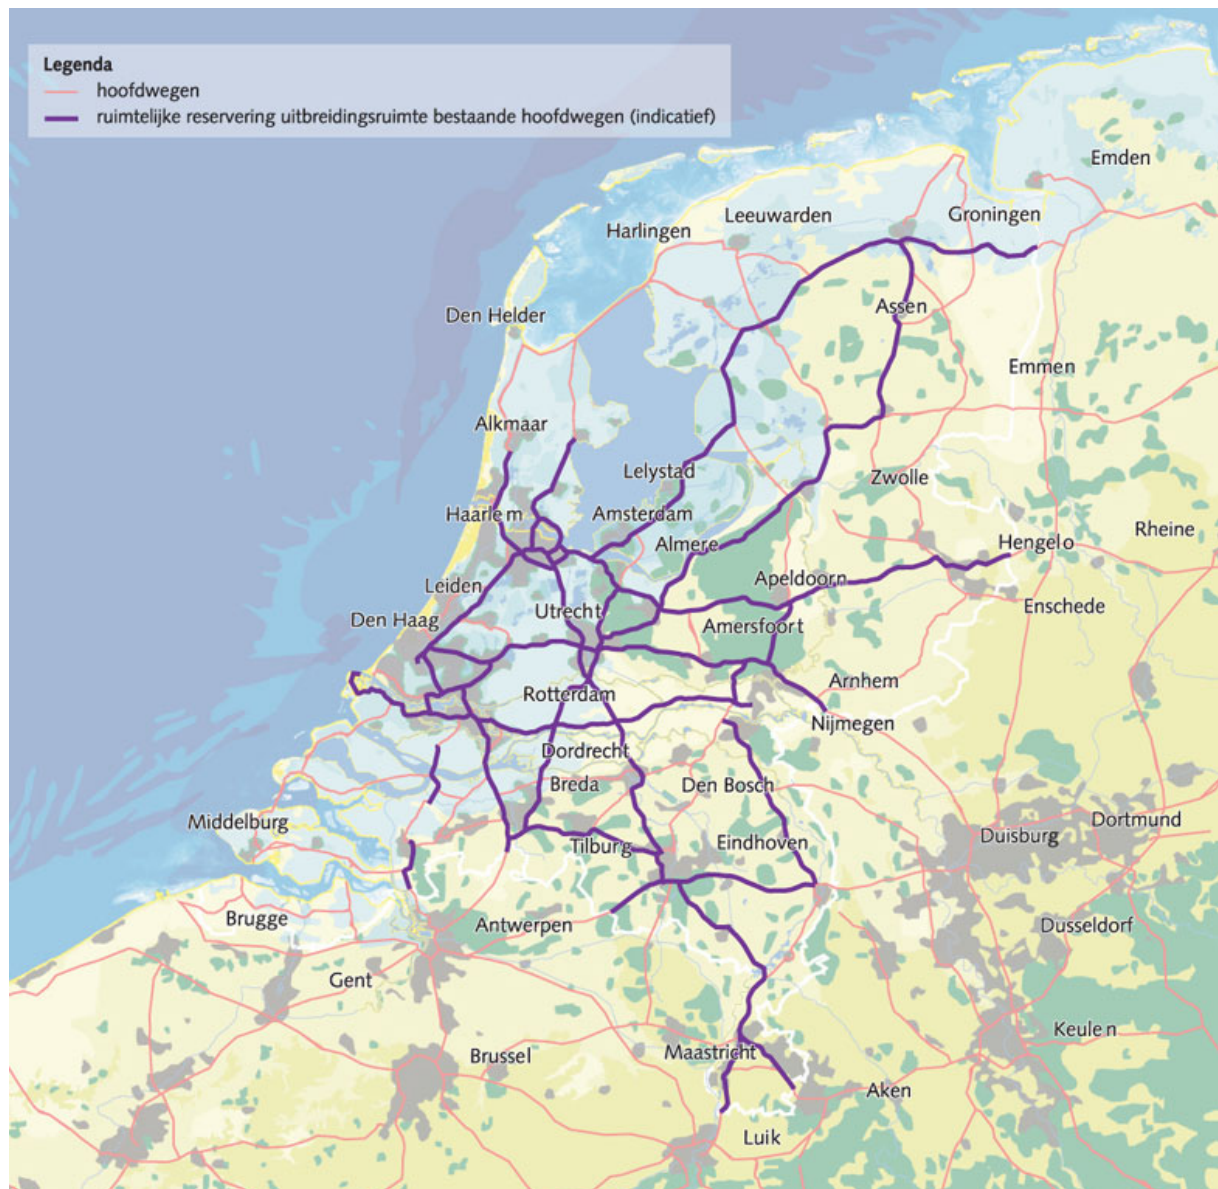 Legenda
hoofdwegen
ruimtelijke reservering uitbreidingsruimte bestaande hoofdwegen (indicatief)
Emden
Leeuwarden
Groningen
Harlingen
Assen
Den Helder
Emmen
Alkmaar
Lelystad
Zwolle
Haarlem
Amsterdam
Rheine
Almere
Hengelo
Leiden
Apeldoorn
Enschede
Den Haag
Utrecht
Amersfoort
Arnhem
Rotterdam
Nijmegen
Dordrecht
Breda
Den Bosch
Middelburg
Dortmund
Duisburg
Tilburg
Eindhoven
Brugge
Antwerpen
Dusseldorf
Gent
Keulen
Brussel
Maastricht
Aken
Luik